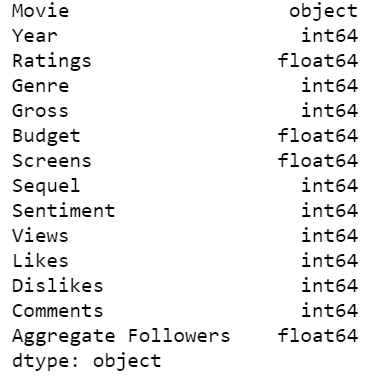 Movie object
Year int64
Ratings float64
Genre int64
Gross int64
Budget float64
Screens float64
Sequel int64
Sentiment int64
Views int64
Likes int64
Dislikes int64
Comments int64
Aggregate Followers float64
dtype: object